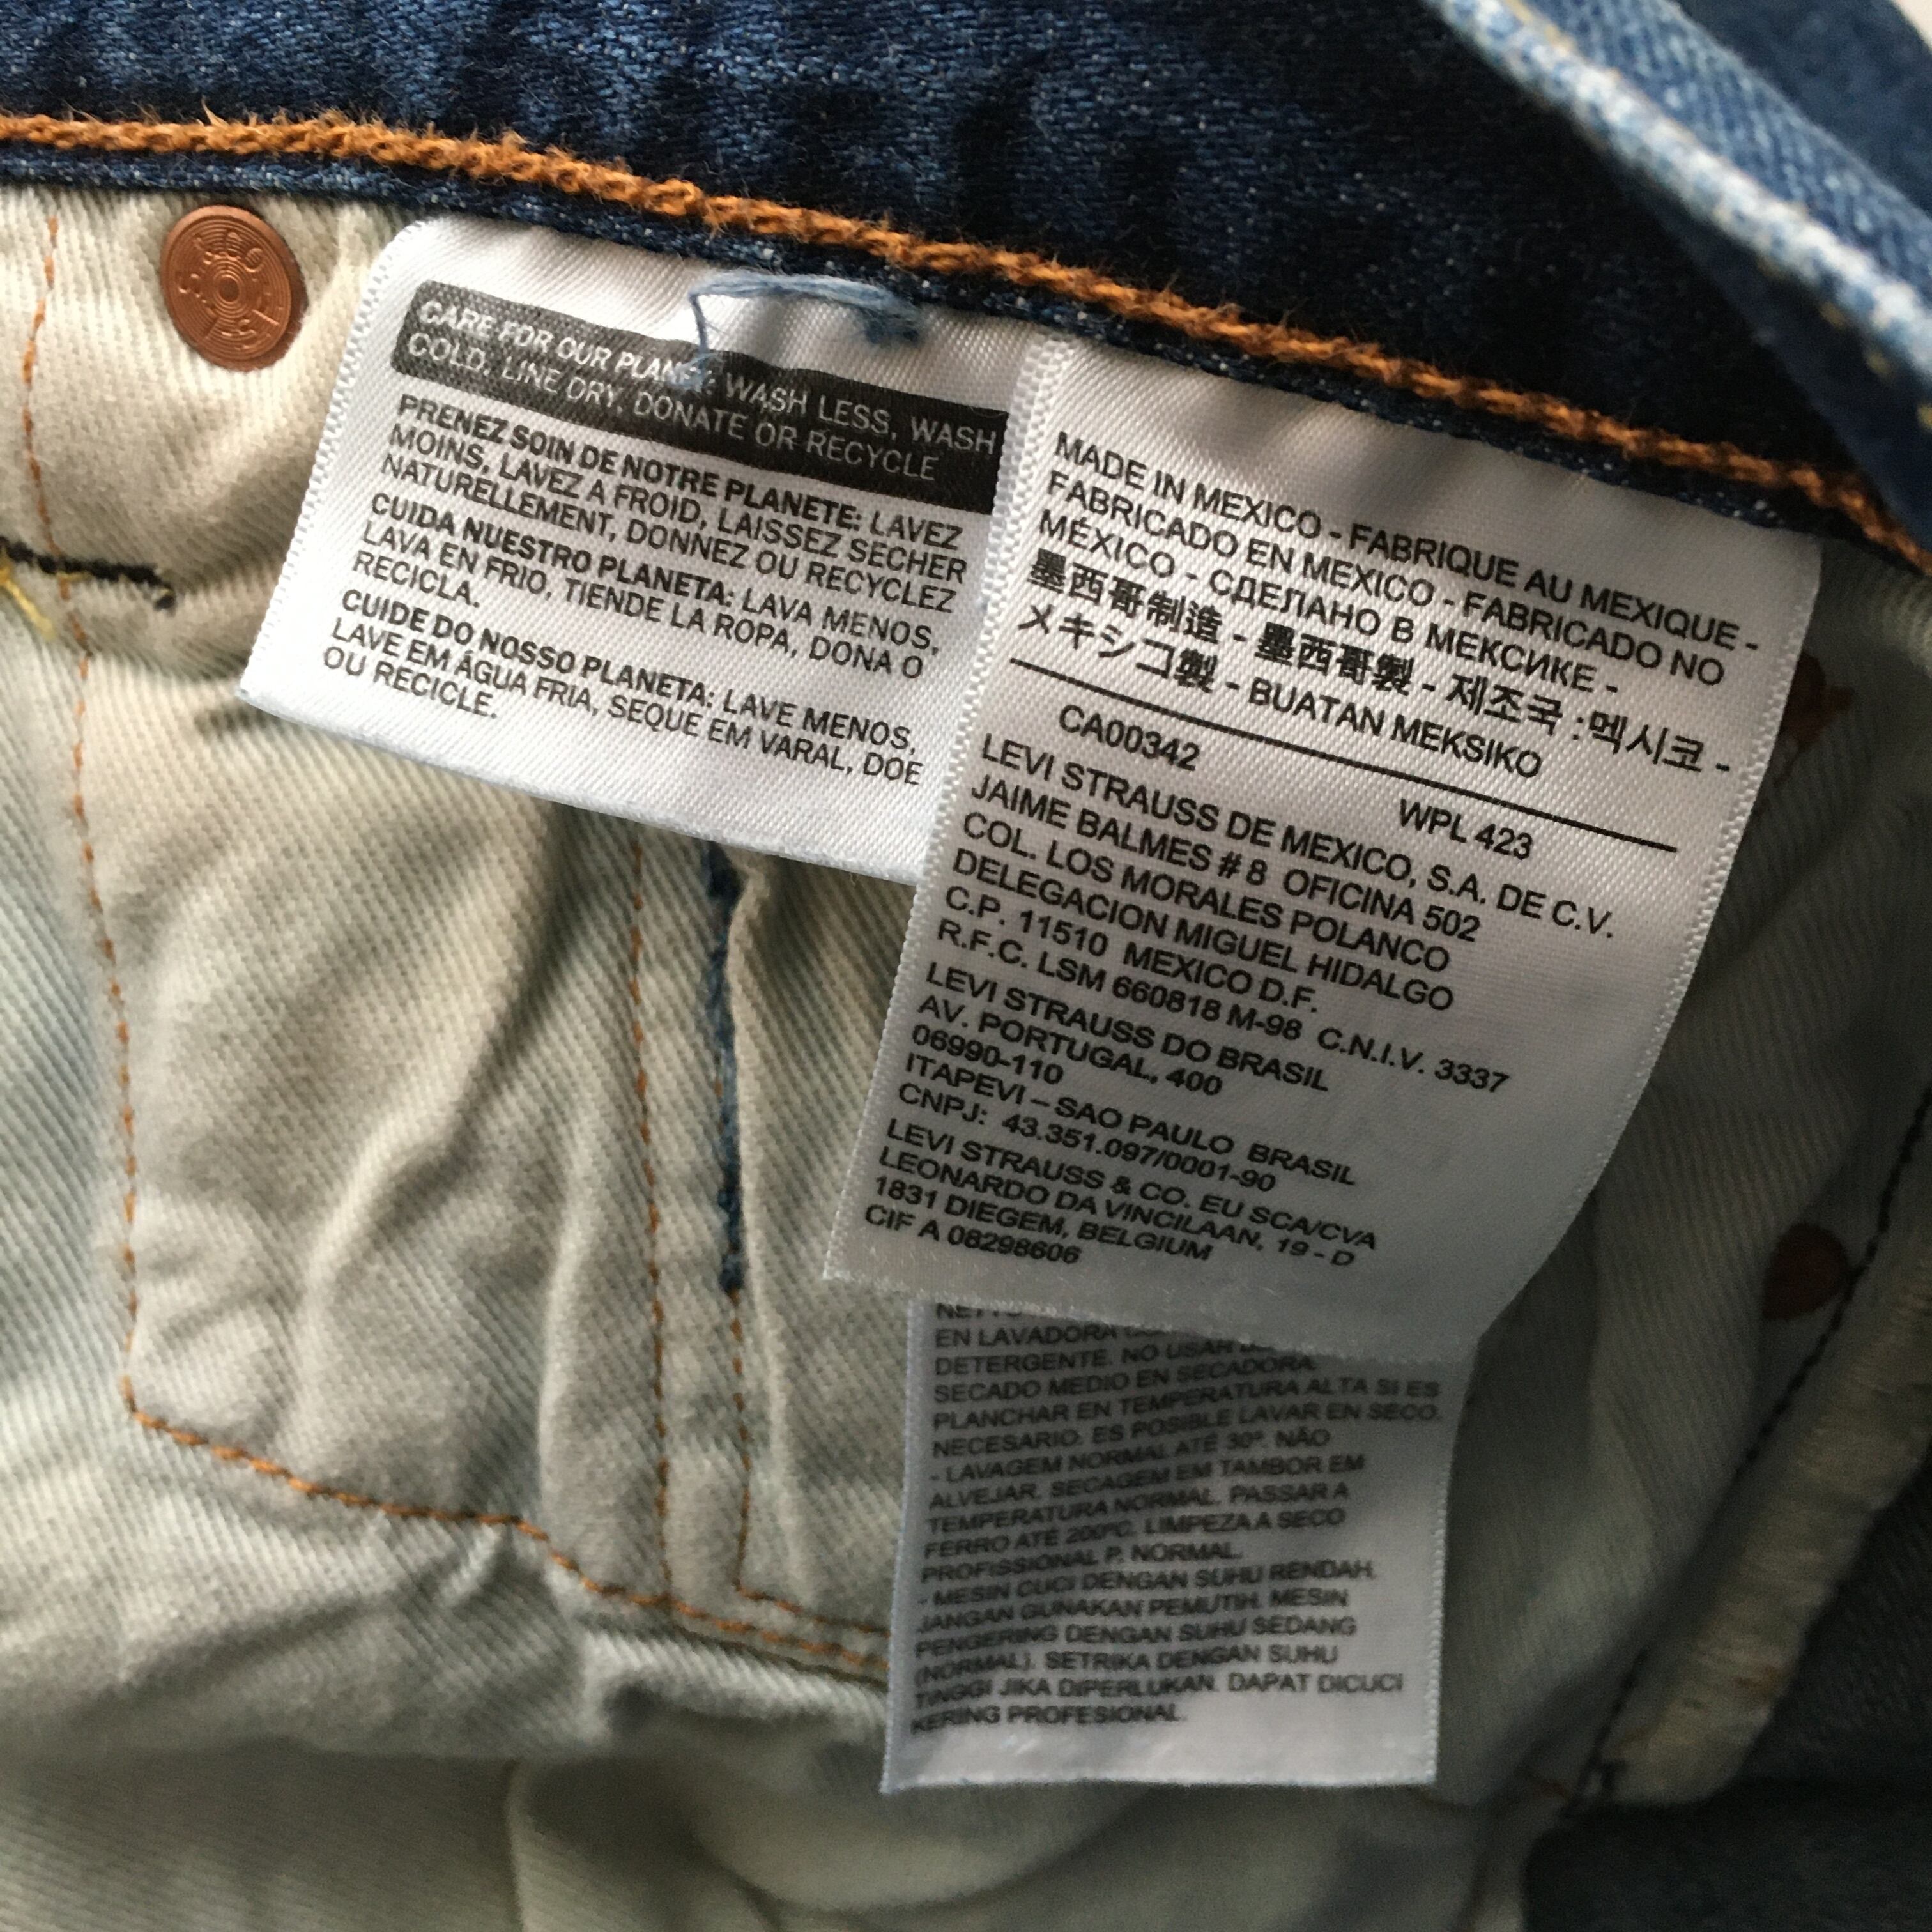 CARE FOR OUR PLANET: WASH LESS, WASH
COLD, LINE DRY, DONATE OR RECYCLE
PRENEZ SOIN DE NOTRE PLANETE: LAVEZ
MOINS, LAVEZ A FROID, LAISSEZ SECHER
NATURELLEMENT, DONNEZ OU RECYCLEZ
CUIDA NUESTRO PLANETA: LAVA MENOS,
LAVA EN FRIO, TIENDE LA ROPA, DONA O
RECICLA.
CUIDE DO NOSSO PLANETA: LAVE MENOS,
LAVE EM ÁGUA FRIA, SEQUE EM VARAL, DOE
OU RECICLE.
MADE IN MEXICO - FABRIQUE AU MEXIQUE -
FABRICADO EN MEXICO - FABRICADO NO
MÉXICO - СДЕЛАНО В МЕКСИКЕ -
墨西哥制造 - 墨西哥製 - 제조국 :멕시코 -
メキシコ製 - BUATAN MEKSIKO
CA00342 WPL 423
LEVI STRAUSS DE MEXICO, S.A. DE C.V.
JAIME BALMES # 8 OFICINA 502
COL. LOS MORALES POLANCO
DELEGACION MIGUEL HIDALGO
C.P. 11510 MEXICO D.F.
R.F.C. LSM 660818 M-98 C.N.I.V. 3337
LEVI STRAUSS DO BRASIL
AV. PORTUGAL, 400
06990-110
ITAPEVI – SAO PAULO BRASIL
CNPJ: 43.351.097/0001-90
LEVI STRAUSS & CO. EU SCA/CVA
LEONARDO DA VINCILAAN, 19 - D
1831 DIEGEM, BELGIUM
CIF A 08298606
EN LAVADORA
DETERGENTE. NO USAR
SECADO MEDIO EN SECADORA.
PLANCHAR EN TEMPERATURA ALTA SI ES
NECESARIO. ES POSIBLE LAVAR EN SECO.
- LAVAGEM NORMAL ATÉ 30º. NÃO
ALVEJAR. SECAGEM EM TAMBOR EM
TEMPERATURA NORMAL. PASSAR A
FERRO ATÉ 200ºC. LIMPEZA A SECO
PROFISSIONAL P. NORMAL.
- MESIN CUCI DENGAN SUHU RENDAH.
JANGAN GUNAKAN PEMUTIH. MESIN
PENGERING DENGAN SUHU SEDANG
(NORMAL). SETRIKA DENGAN SUHU
TINGGI JIKA DIPERLUKAN. DAPAT DICUCI
KERING PROFESIONAL.